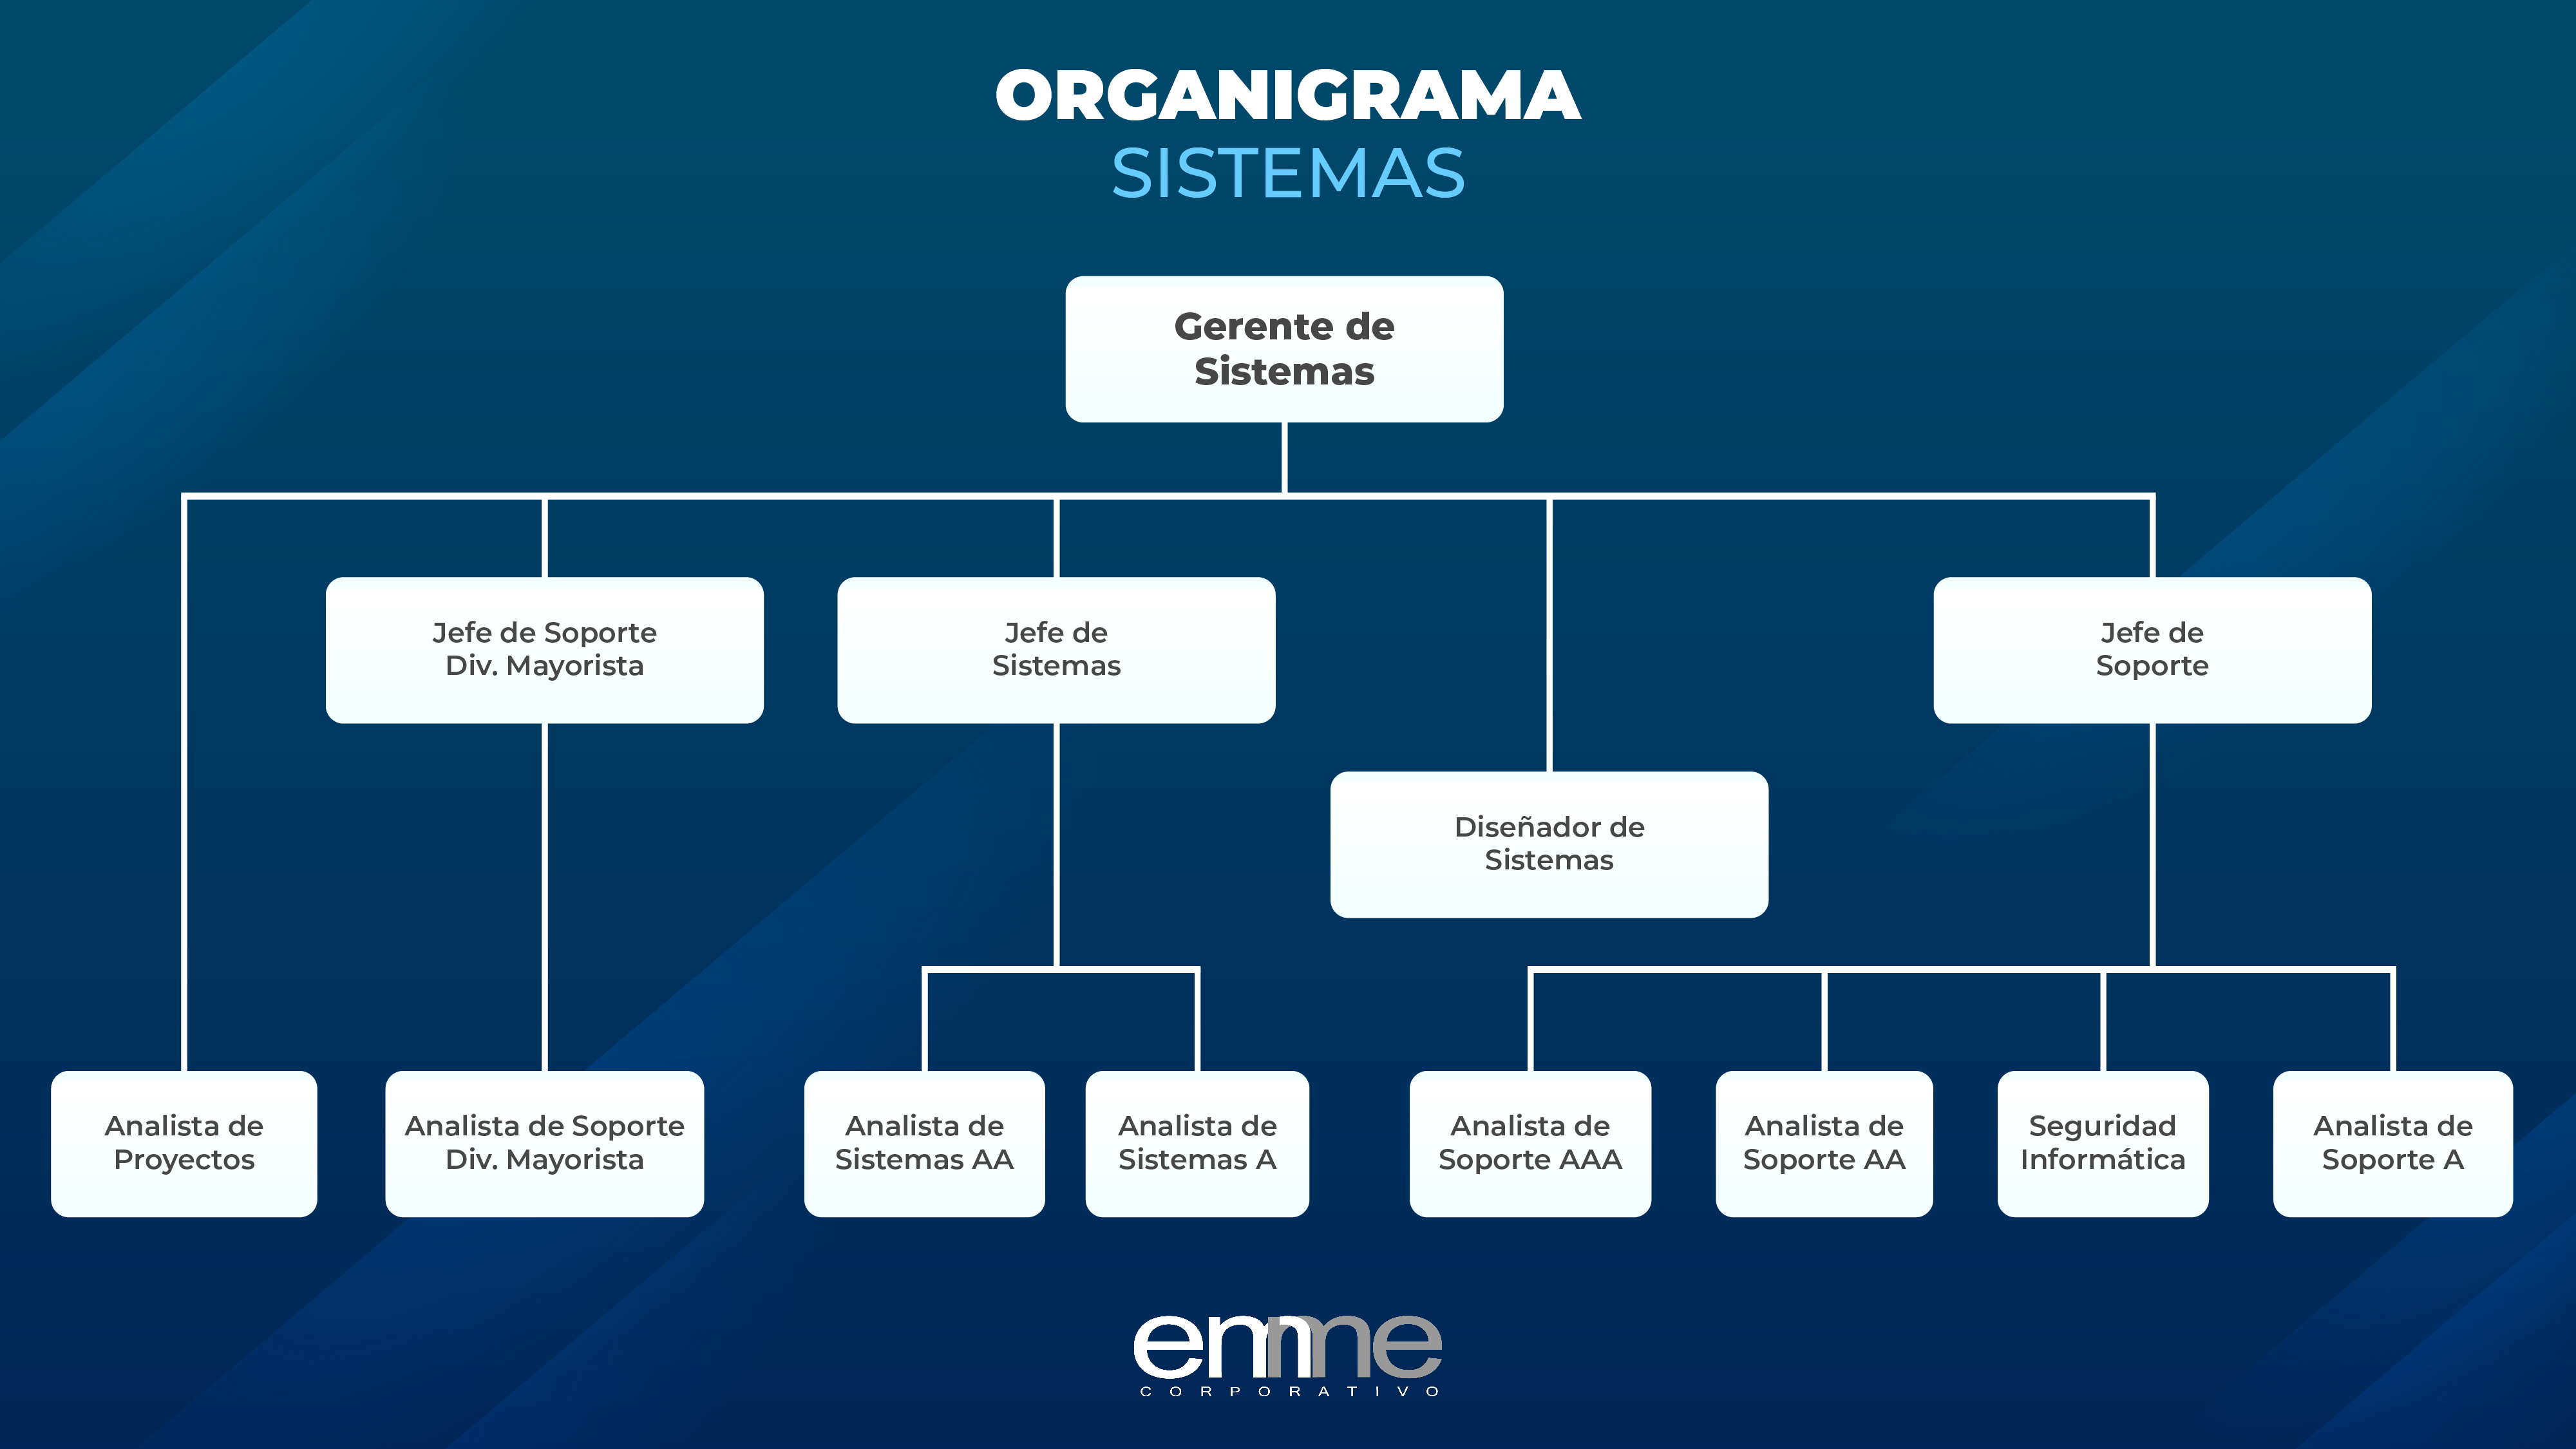 ORGANIGRAMA
SISTEMAS
Gerente de
Sistemas
Jefe de Soporte
Div. Mayorista
Jefe de
Sistemas
Jefe de
Soporte
Diseñador de
Sistemas
Analista de
Proyectos
Analista de Soporte
Div. Mayorista
Analista de
Sistemas AA
Analista de
Sistemas A
Analista de
Soporte AAA
Analista de
Soporte AA
Seguridad
Informática
Analista de
Soporte A
emme
CORPORATIVO